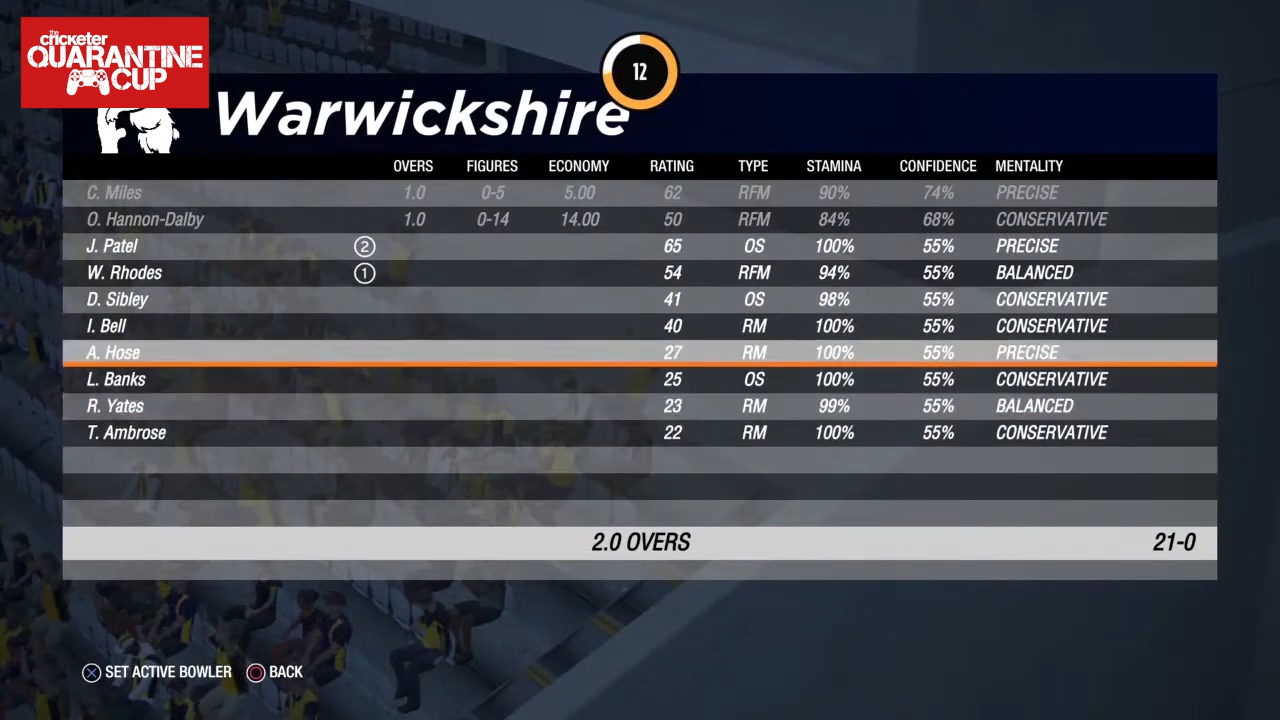 the
cricketer
QUARANTINE
CUP
12
Warwickshire
OVERS FIGURES ECONOMY RATING TYPE STAMINA CONFIDENCE MENTALITY
C. Miles 1.0 0-5 5.00 62 RFM 90% 74% PRECISE
O. Hannon-Dalby 1.0 0-14 14.00 50 RFM 84% 68% CONSERVATIVE
J. Patel 2 65 OS 100% 55% PRECISE
W. Rhodes 1 54 RFM 94% 55% BALANCED
D. Sibley 41 OS 98% 55% CONSERVATIVE
I. Bell 40 RM 100% 55% CONSERVATIVE
A. Hose 27 RM 100% 55% PRECISE
L. Banks 25 OS 100% 55% CONSERVATIVE
R. Yates 23 RM 99% 55% BALANCED
T. Ambrose 22 RM 100% 55% CONSERVATIVE
2.0 OVERS 21-0
SET ACTIVE BOWLER BACK